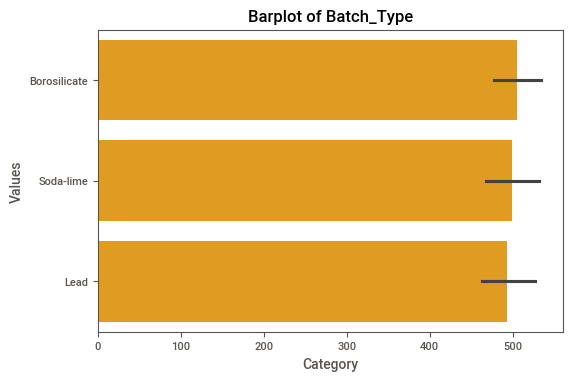 Barplot of Batch_Type
Values
Borosilicate
Soda-lime
Lead
0 100 200 300 400 500
Category